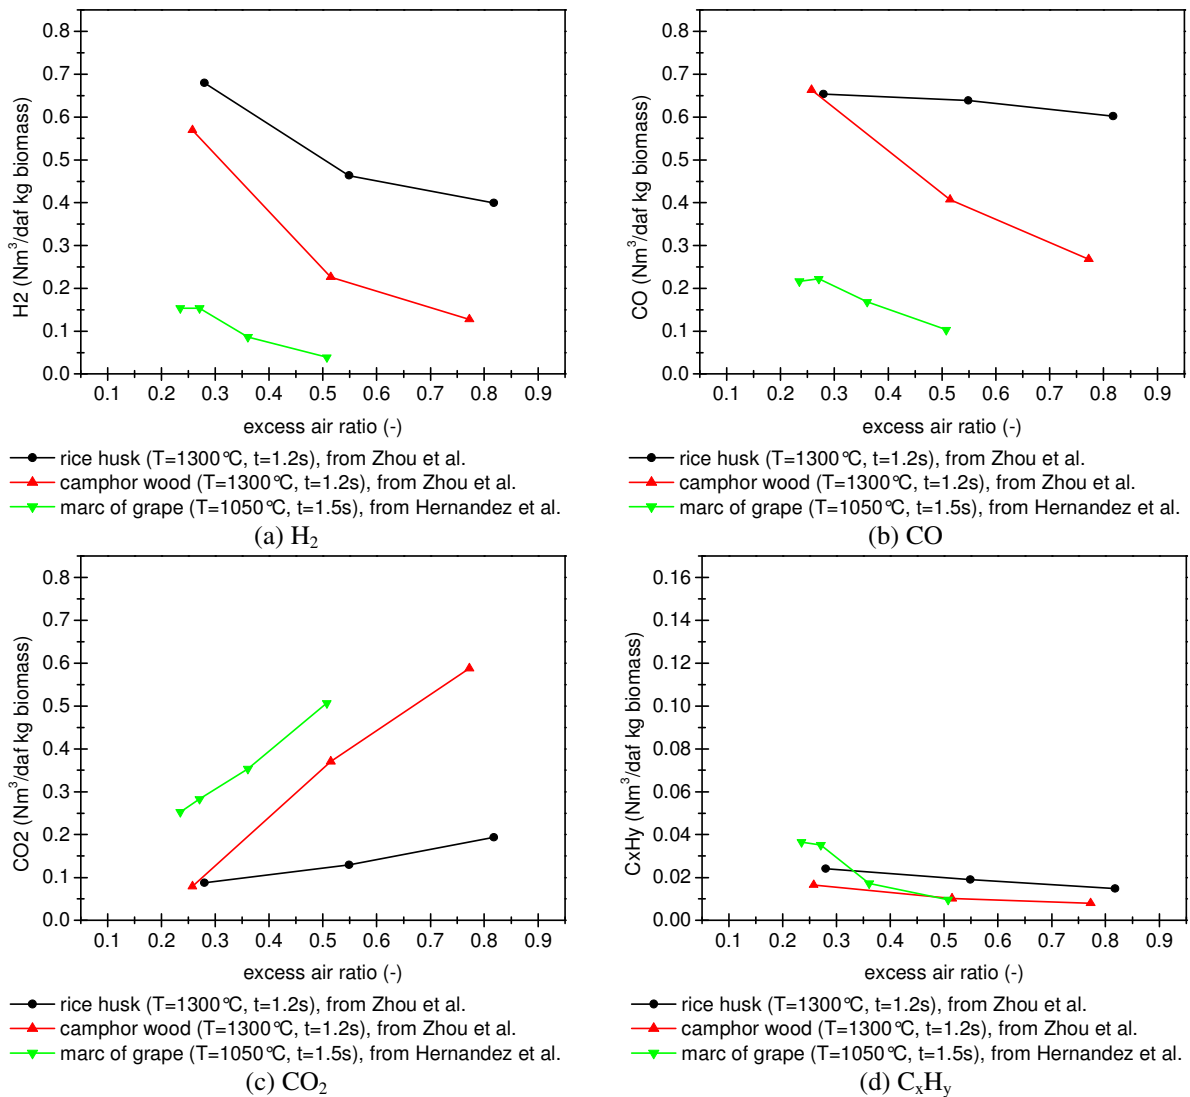 H2 (Nm³/daf kg biomass)
0.8
0.7
0.6
0.5
0.4
0.3
0.2
0.1
0.0
0.1 0.2 0.3 0.4 0.5 0.6 0.7 0.8 0.9
excess air ratio (-)
rice husk (T=1300°C, t=1.2s), from Zhou et al.
camphor wood (T=1300°C, t=1.2s), from Zhou et al.
marc of grape (T=1050°C, t=1.5s), from Hernandez et al.
(a) H₂
CO (Nm³/daf kg biomass)
0.8
0.7
0.6
0.5
0.4
0.3
0.2
0.1
0.0
0.1 0.2 0.3 0.4 0.5 0.6 0.7 0.8 0.9
excess air ratio (-)
rice husk (T=1300°C, t=1.2s), from Zhou et al.
camphor wood (T=1300°C, t=1.2s), from Zhou et al.
marc of grape (T=1050°C, t=1.5s), from Hernandez et al.
(b) CO
CO2 (Nm³/daf kg biomass)
0.8
0.7
0.6
0.5
0.4
0.3
0.2
0.1
0.0
0.1 0.2 0.3 0.4 0.5 0.6 0.7 0.8 0.9
excess air ratio (-)
rice husk (T=1300°C, t=1.2s), from Zhou et al.
camphor wood (T=1300°C, t=1.2s), from Zhou et al.
marc of grape (T=1050°C, t=1.5s), from Hernandez et al.
(c) CO₂
CxHy (Nm³/daf kg biomass)
0.16
0.14
0.12
0.10
0.08
0.06
0.04
0.02
0.00
0.1 0.2 0.3 0.4 0.5 0.6 0.7 0.8 0.9
excess air ratio (-)
rice husk (T=1300°C, t=1.2s), from Zhou et al.
camphor wood (T=1300°C, t=1.2s), from Zhou et al.
marc of grape (T=1050°C, t=1.5s), from Hernandez et al.
(d) CₓH_y